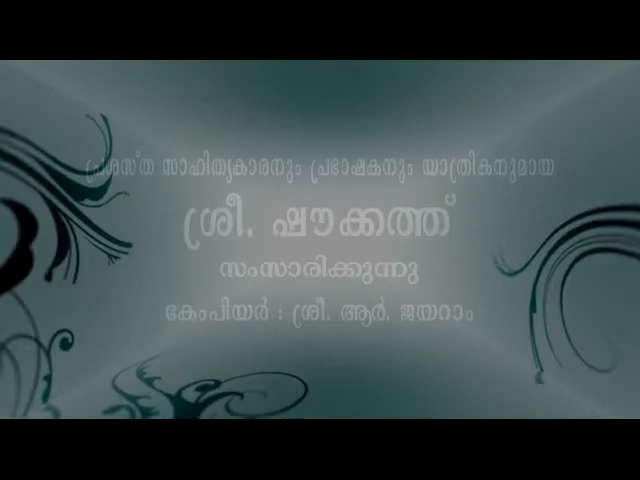 പ്രശസ്ത സാഹിത്യകാരനും പ്രഭാഷകനും യാത്രികനുമായ
ശ്രീ. ഷൗക്കത്ത്
സംസാരിക്കുന്നു
കേംപിയർ : ശ്രീ. ആർ. ജയറാം